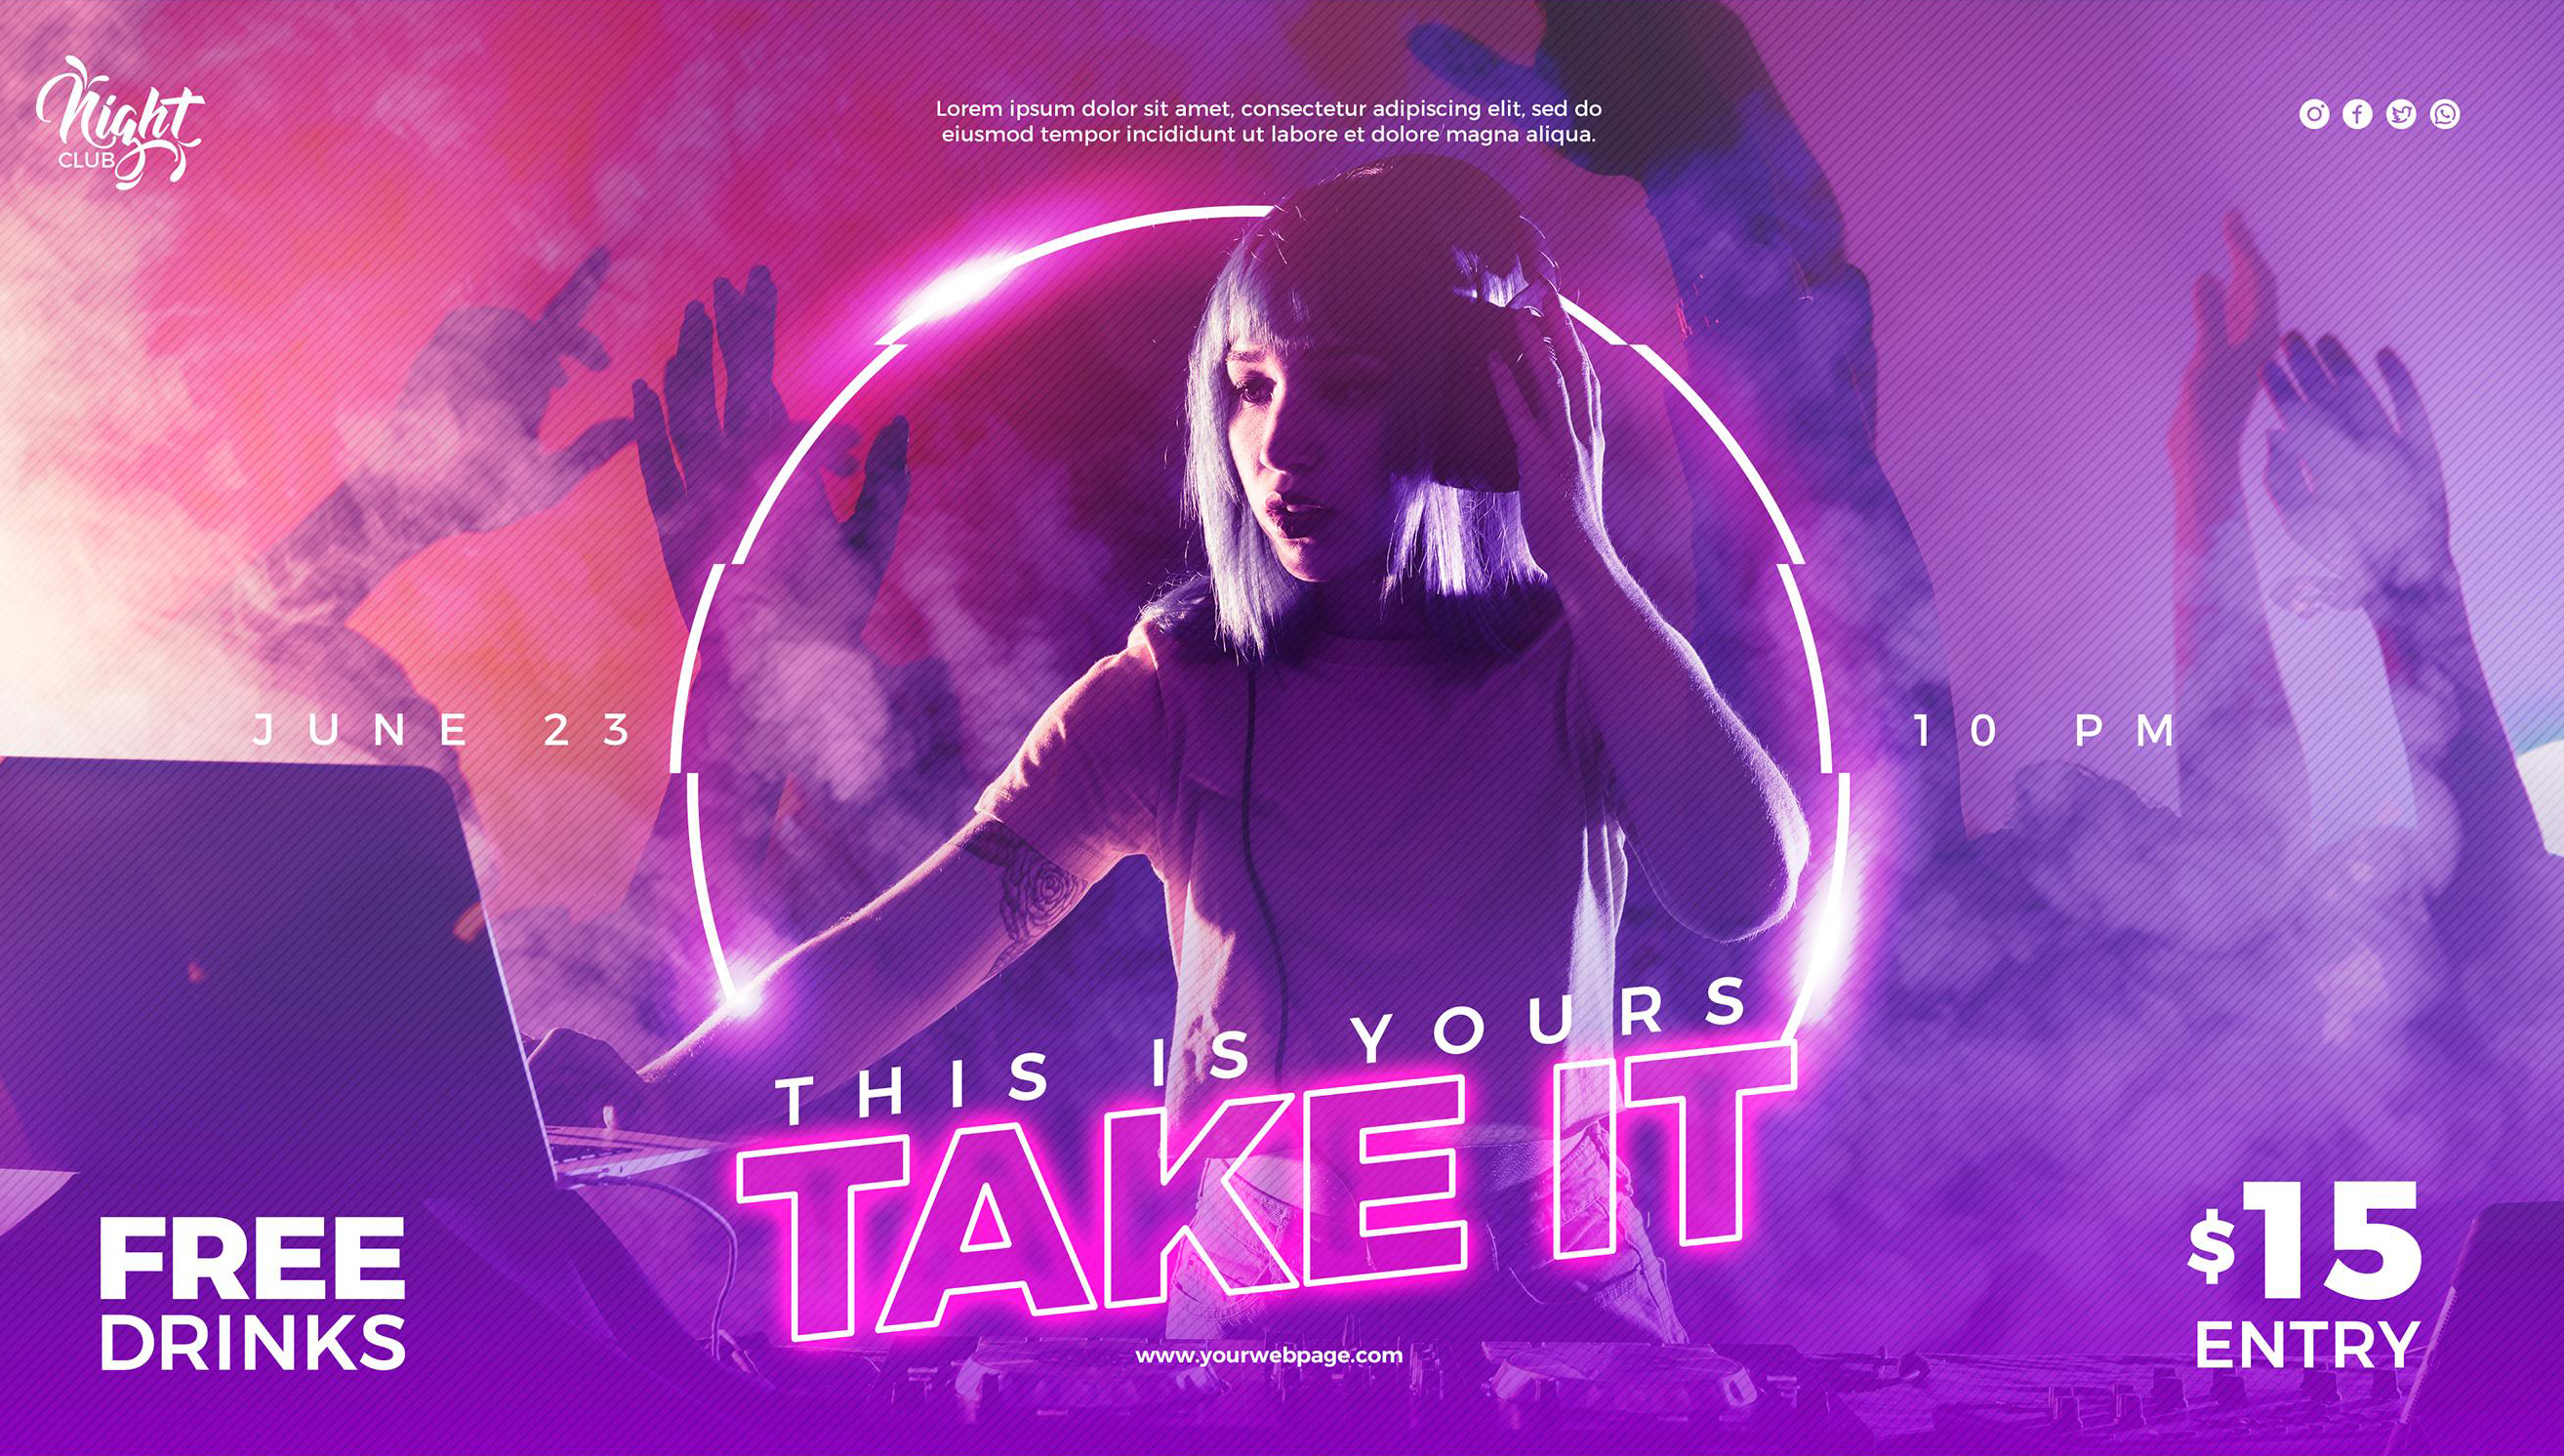 Night
CLUB
Lorem ipsum dolor sit amet, consectetur adipiscing elit, sed do
eiusmod tempor incididunt ut labore et dolore magna aliqua.
JUNE 23
10 PM
THIS IS YOURS
TAKE IT
FREE
DRINKS
$15
ENTRY
www.yourwebpage.com